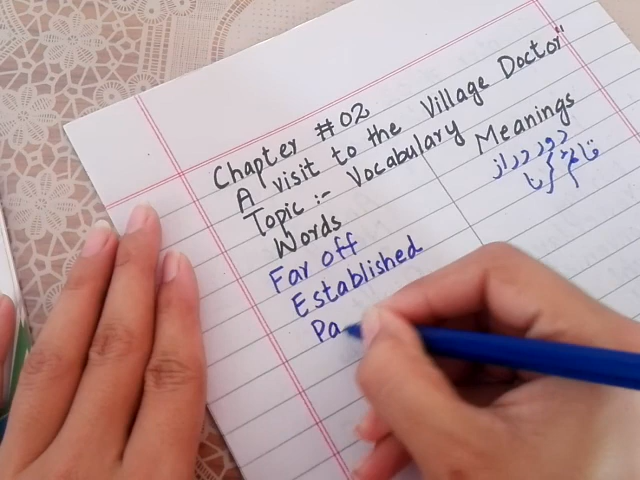 Chapter #02
A visit to the Village Doctor"
Topic :- Vocabulary
Words Meanings
Far off دور دراز
Established قائم کرنا
Pa